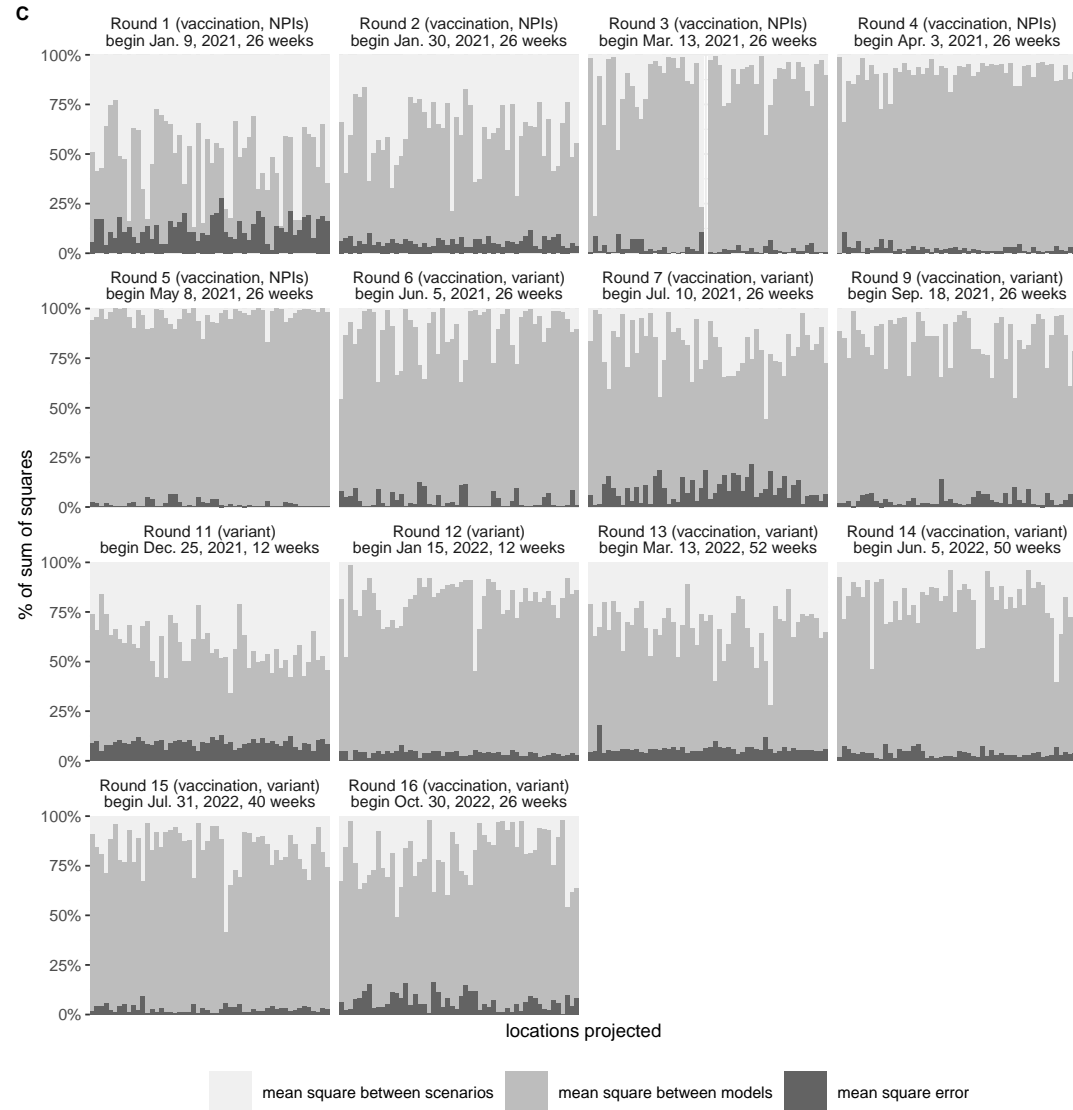 C
Round 1 (vaccination, NPIs)
begin Jan. 9, 2021, 26 weeks
Round 2 (vaccination, NPIs)
begin Jan. 30, 2021, 26 weeks
Round 3 (vaccination, NPIs)
begin Mar. 13, 2021, 26 weeks
Round 4 (vaccination, NPIs)
begin Apr. 3, 2021, 26 weeks
100%
75%
50%
25%
0%
Round 5 (vaccination, NPIs)
begin May 8, 2021, 26 weeks
Round 6 (vaccination, variant)
begin Jun. 5, 2021, 26 weeks
Round 7 (vaccination, variant)
begin Jul. 10, 2021, 26 weeks
Round 9 (vaccination, variant)
begin Sep. 18, 2021, 26 weeks
100%
75%
50%
25%
0%
% of sum of squares
Round 11 (variant)
begin Dec. 25, 2021, 12 weeks
Round 12 (variant)
begin Jan 15, 2022, 12 weeks
Round 13 (vaccination, variant)
begin Mar. 13, 2022, 52 weeks
Round 14 (vaccination, variant)
begin Jun. 5, 2022, 50 weeks
100%
75%
50%
25%
0%
Round 15 (vaccination, variant)
begin Jul. 31, 2022, 40 weeks
Round 16 (vaccination, variant)
begin Oct. 30, 2022, 26 weeks
100%
75%
50%
25%
0%
locations projected
mean square between scenarios
mean square between models
mean square error